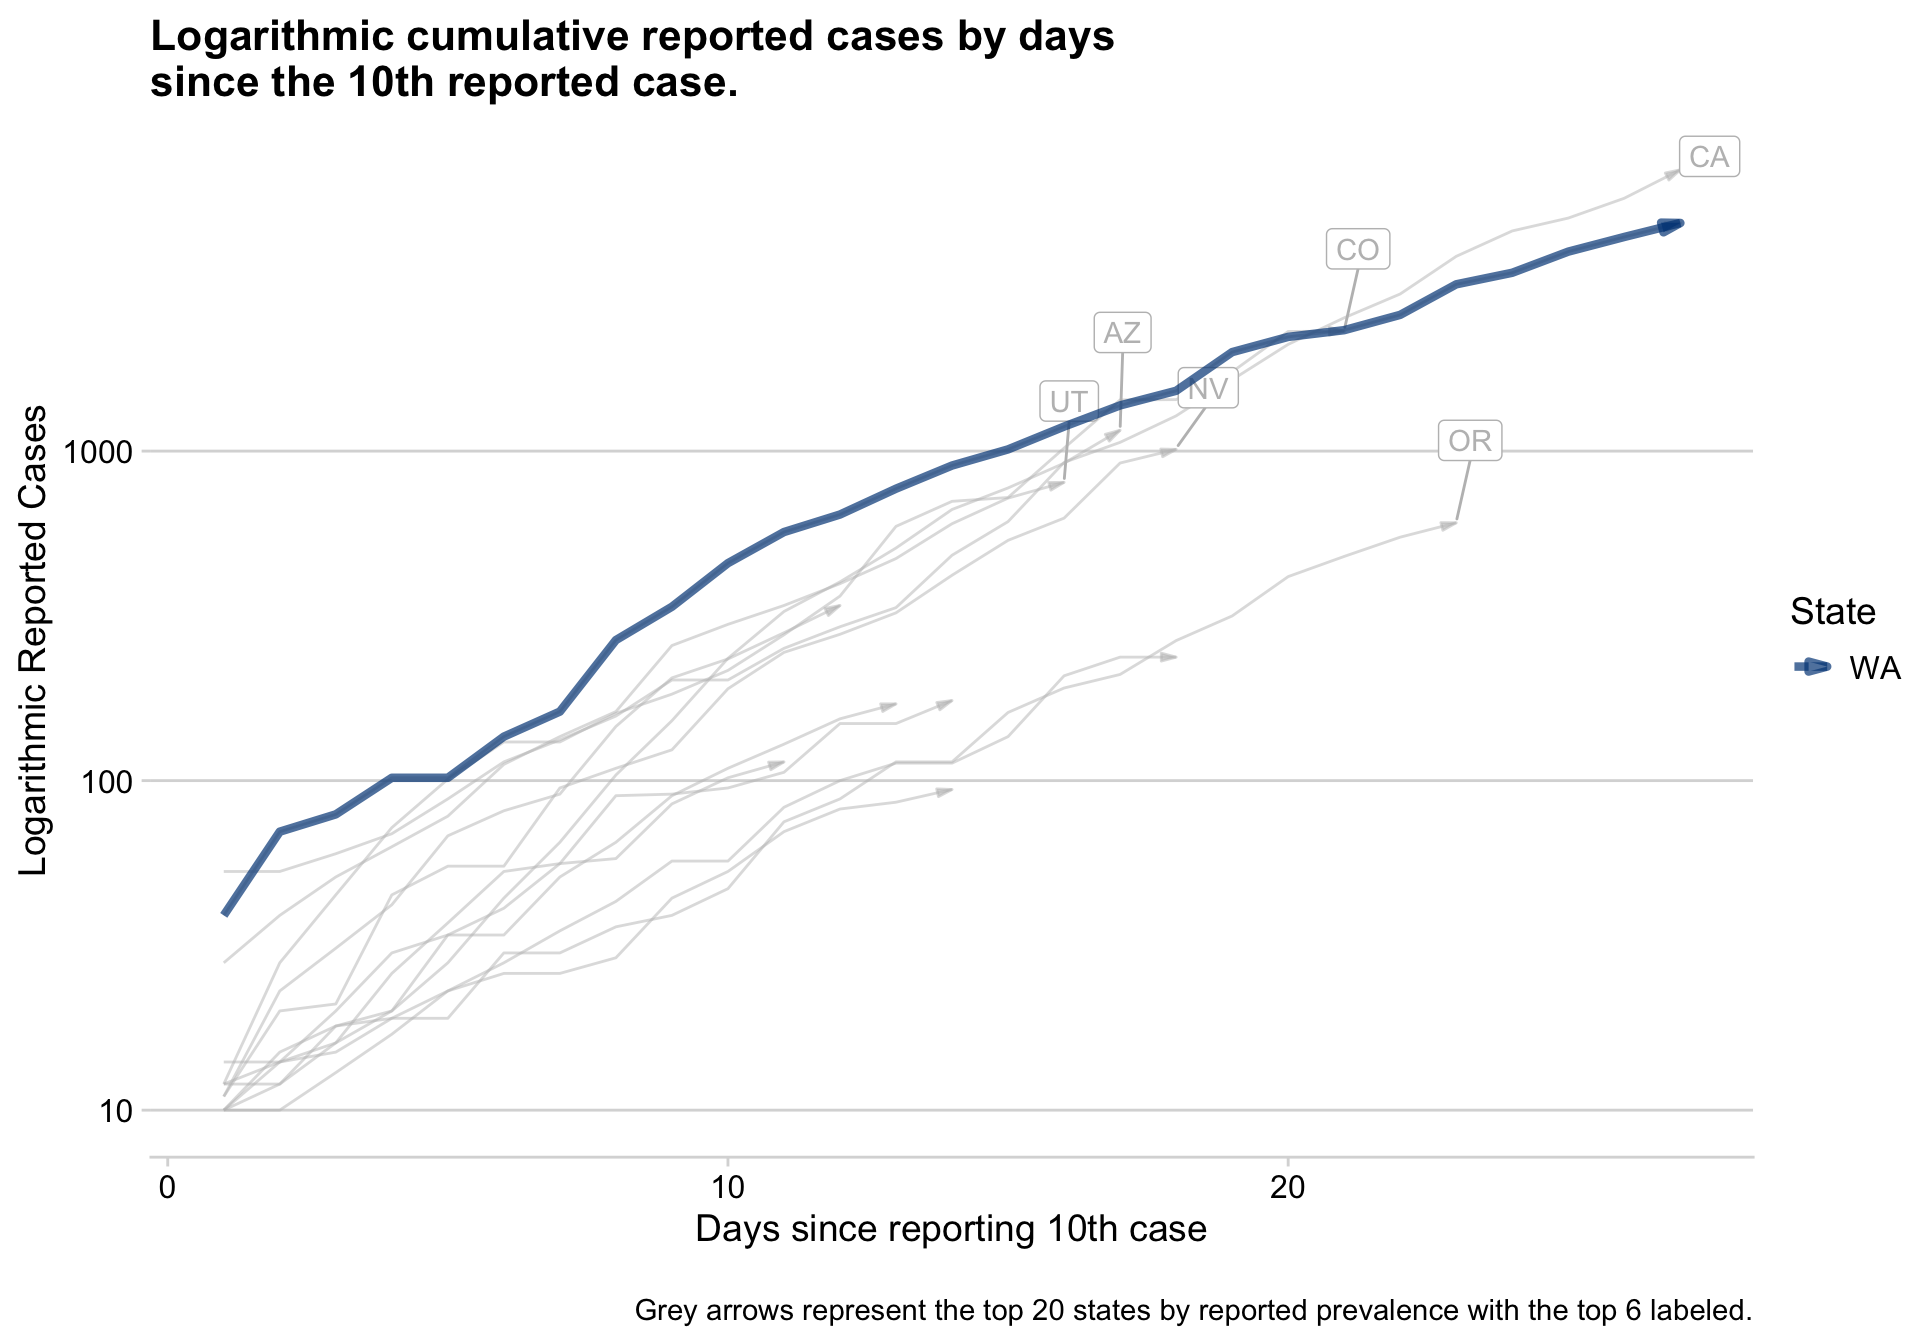 Logarithmic cumulative reported cases by days
since the 10th reported case.
CA
CO
AZ
NV
UT
OR
Logarithmic Reported Cases
1000
100
10
State
WA
0
10
20
Days since reporting 10th case
Grey arrows represent the top 20 states by reported prevalence with the top 6 labeled.